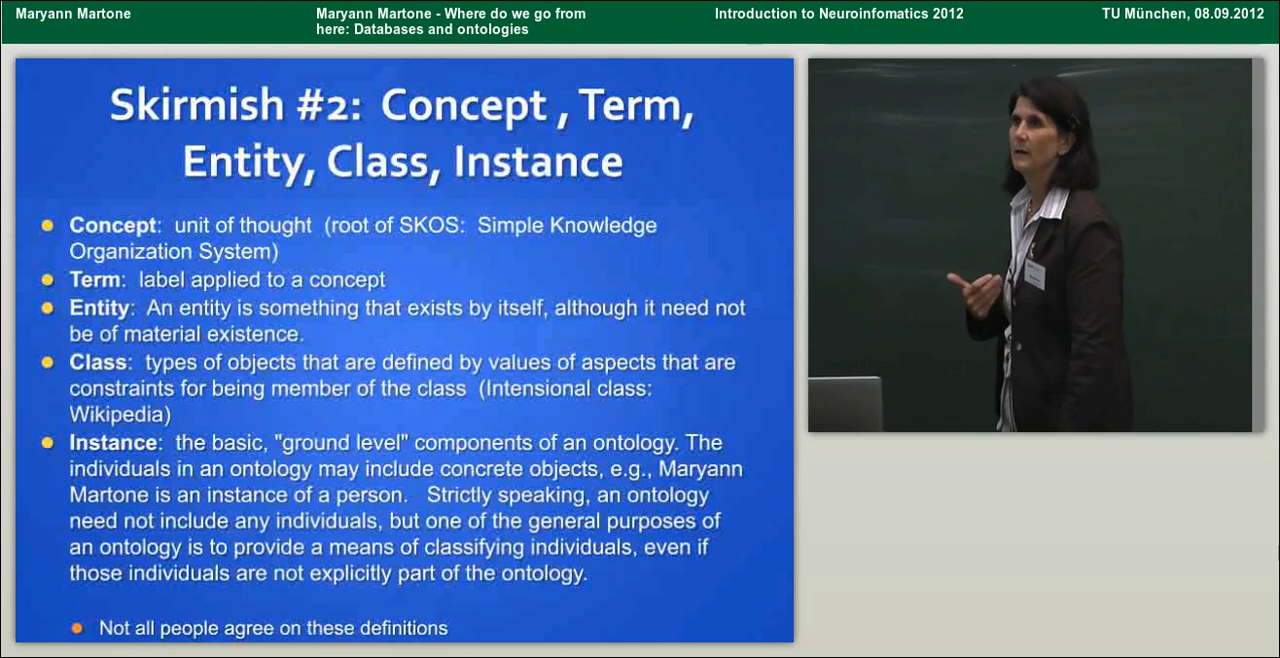 Maryann Martone
Maryann Martone - Where do we go from
here: Databases and ontologies
Introduction to Neuroinfomatics 2012
TU München, 08.09.2012
Skirmish #2:  Concept , Term,
Entity, Class, Instance
Concept:  unit of thought  (root of SKOS:  Simple Knowledge
Organization System)
Term:  label applied to a concept
Entity:  An entity is something that exists by itself, although it need not
be of material existence.
Class:  types of objects that are defined by values of aspects that are
constraints for being member of the class  (Intensional class:
Wikipedia)
Instance:  the basic, "ground level" components of an ontology. The
individuals in an ontology may include concrete objects, e.g., Maryann
Martone is an instance of a person.   Strictly speaking, an ontology
need not include any individuals, but one of the general purposes of
an ontology is to provide a means of classifying individuals, even if
those individuals are not explicitly part of the ontology.
Not all people agree on these definitions